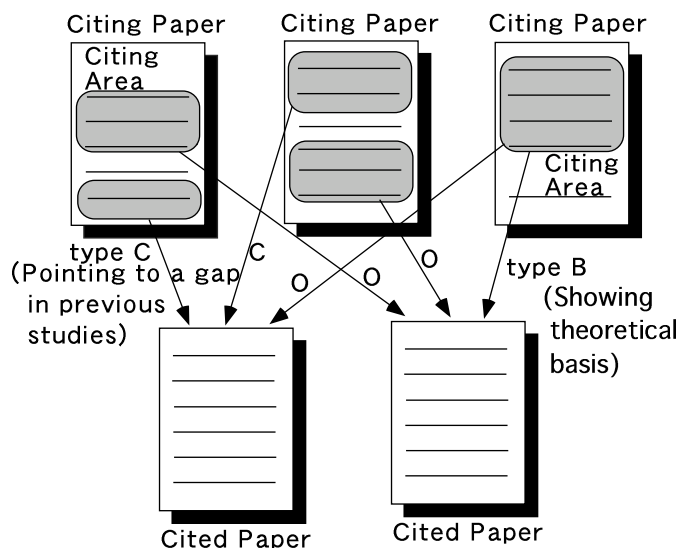 Citing Paper
Citing Paper
Citing Paper
Citing
Area
Citing
Area
type C
(Pointing to a gap
in previous
studies)
C
O
O
O
type B
(Showing
theoretical
basis)
Cited Paper
Cited Paper